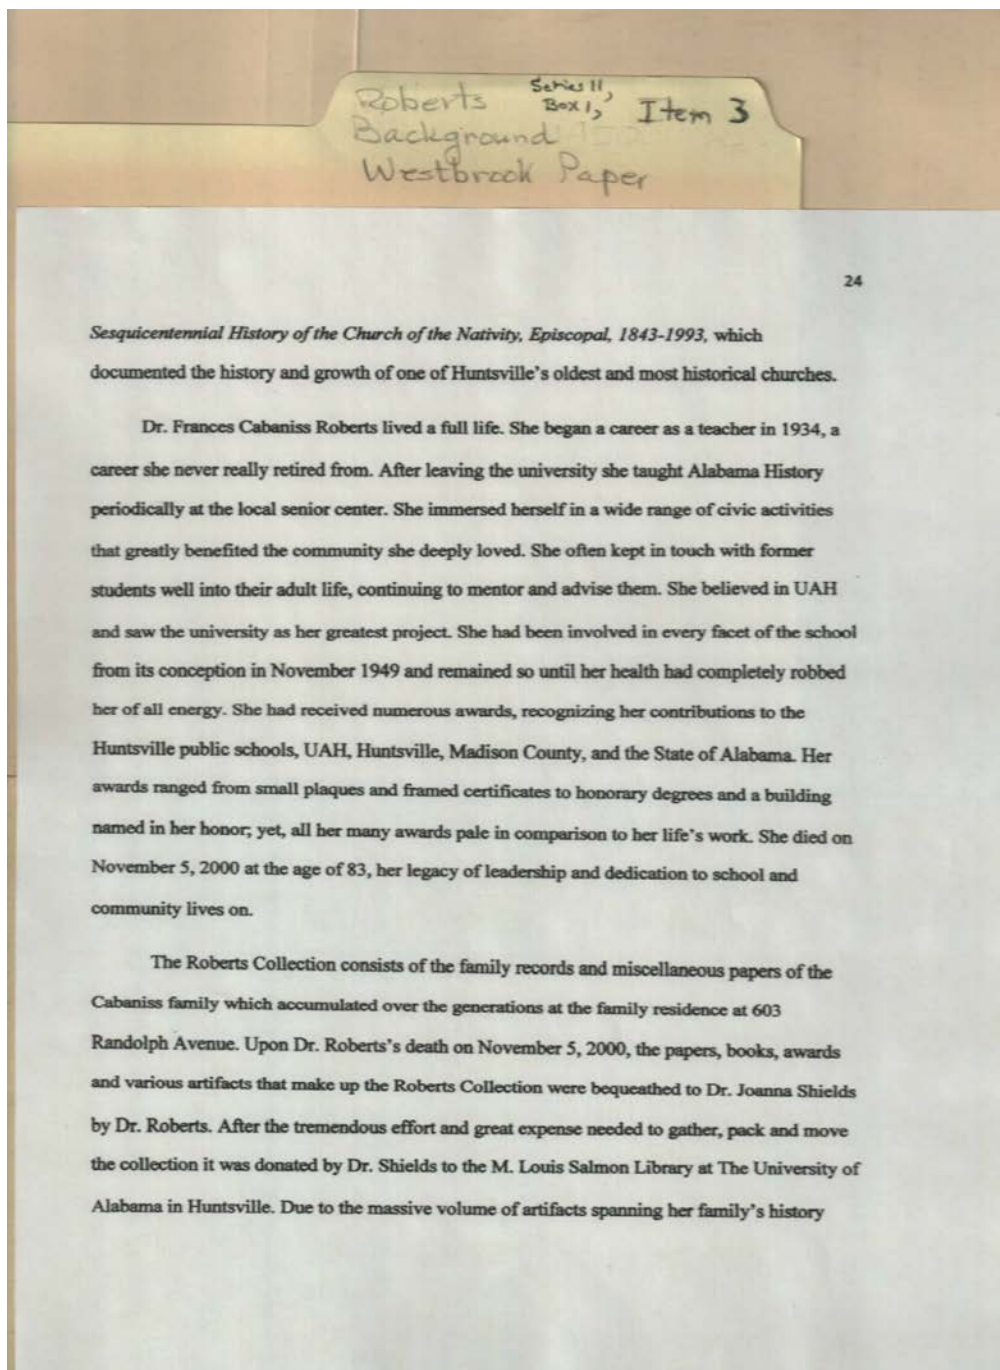 Roberts Series 11, Box 1, Item 3
Background
Westbrook Paper
24
Sesquicentennial History of the Church of the Nativity, Episcopal, 1843-1993, which
documented the history and growth of one of Huntsville's oldest and most historical churches.
Dr. Frances Cabaniss Roberts lived a full life. She began a career as a teacher in 1934, a
career she never really retired from. After leaving the university she taught Alabama History
periodically at the local senior center. She immersed herself in a wide range of civic activities
that greatly benefited the community she deeply loved. She often kept in touch with former
students well into their adult life, continuing to mentor and advise them. She believed in UAH
and saw the university as her greatest project. She had been involved in every facet of the school
from its conception in November 1949 and remained so until her health had completely robbed
her of all energy. She had received numerous awards, recognizing her contributions to the
Huntsville public schools, UAH, Huntsville, Madison County, and the State of Alabama. Her
awards ranged from small plaques and framed certificates to honorary degrees and a building
named in her honor; yet, all her many awards pale in comparison to her life's work. She died on
November 5, 2000 at the age of 83, her legacy of leadership and dedication to school and
community lives on.
The Roberts Collection consists of the family records and miscellaneous papers of the
Cabaniss family which accumulated over the generations at the family residence at 603
Randolph Avenue. Upon Dr. Roberts's death on November 5, 2000, the papers, books, awards
and various artifacts that make up the Roberts Collection were bequeathed to Dr. Joanna Shields
by Dr. Roberts. After the tremendous effort and great expense needed to gather, pack and move
the collection it was donated by Dr. Shields to the M. Louis Salmon Library at The University of
Alabama in Huntsville. Due to the massive volume of artifacts spanning her family's history